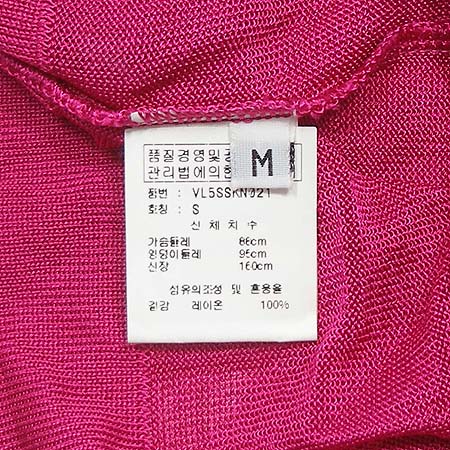 M
품질경영및공
관리법에의한
품번: VL5SSKN021
호칭: S
신체치수
가슴둘레 86cm
엉덩이둘레 95cm
신장 160cm
섬유의조성 및 혼용율
겉감 레이온 100%